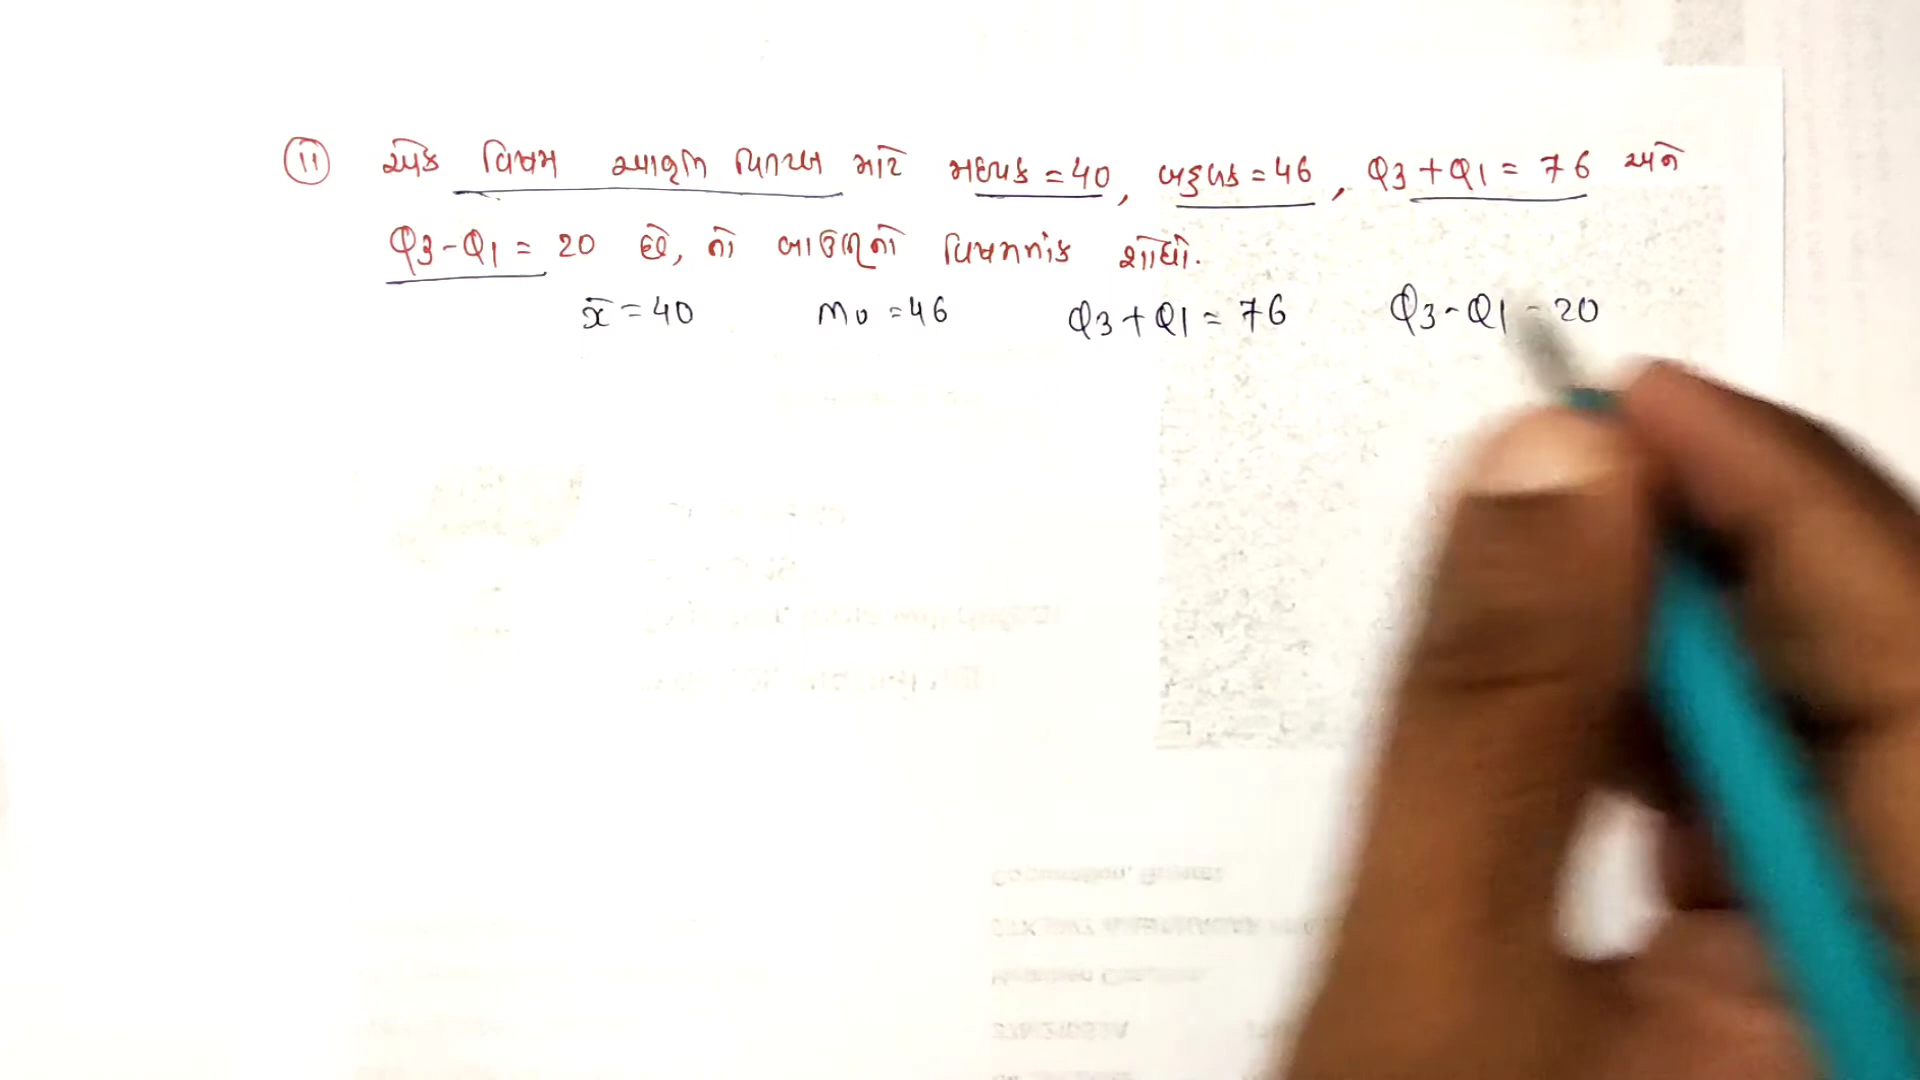 (11) એક વિષમ આવૃત્તિ વિતરણ માટે મધ્યક = 40, બહુલક = 46, Q3 + Q1 = 76 અને
Q3 - Q1 = 20 છે, તો બાઉલીનો વિષમતાંક શોધો.
x̄ = 40 M0 = 46 Q3 + Q1 = 76 Q3 - Q1 = 20